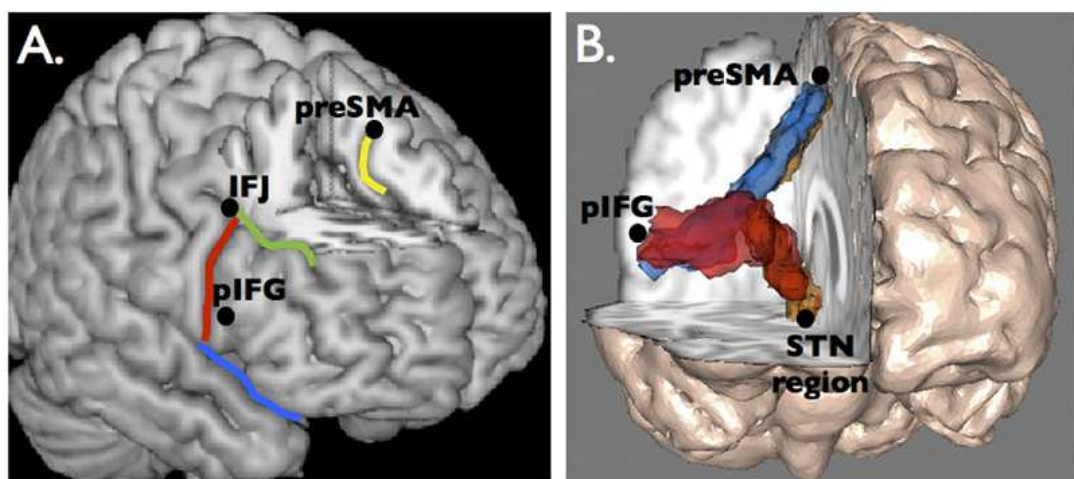 A.
preSMA
IFJ
pIFG
B.
preSMA
pIFG
STN
region